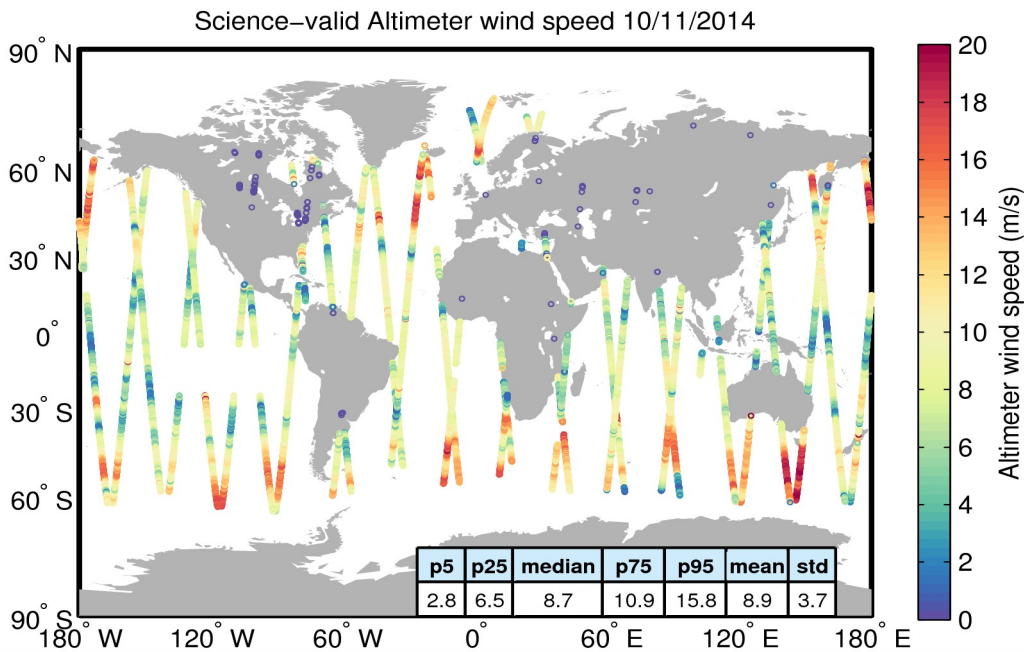 Science−valid Altimeter wind speed 10/11/2014
90° N
60° N
30° N
0°
30° S
60° S
90° S
180° W
120° W
60° W
0°
60° E
120° E
180° E
p5 p25 median p75 p95 mean std
2.8 6.5 8.7 10.9 15.8 8.9 3.7
20
18
16
14
12
10
8
6
4
2
0
Altimeter wind speed (m/s)